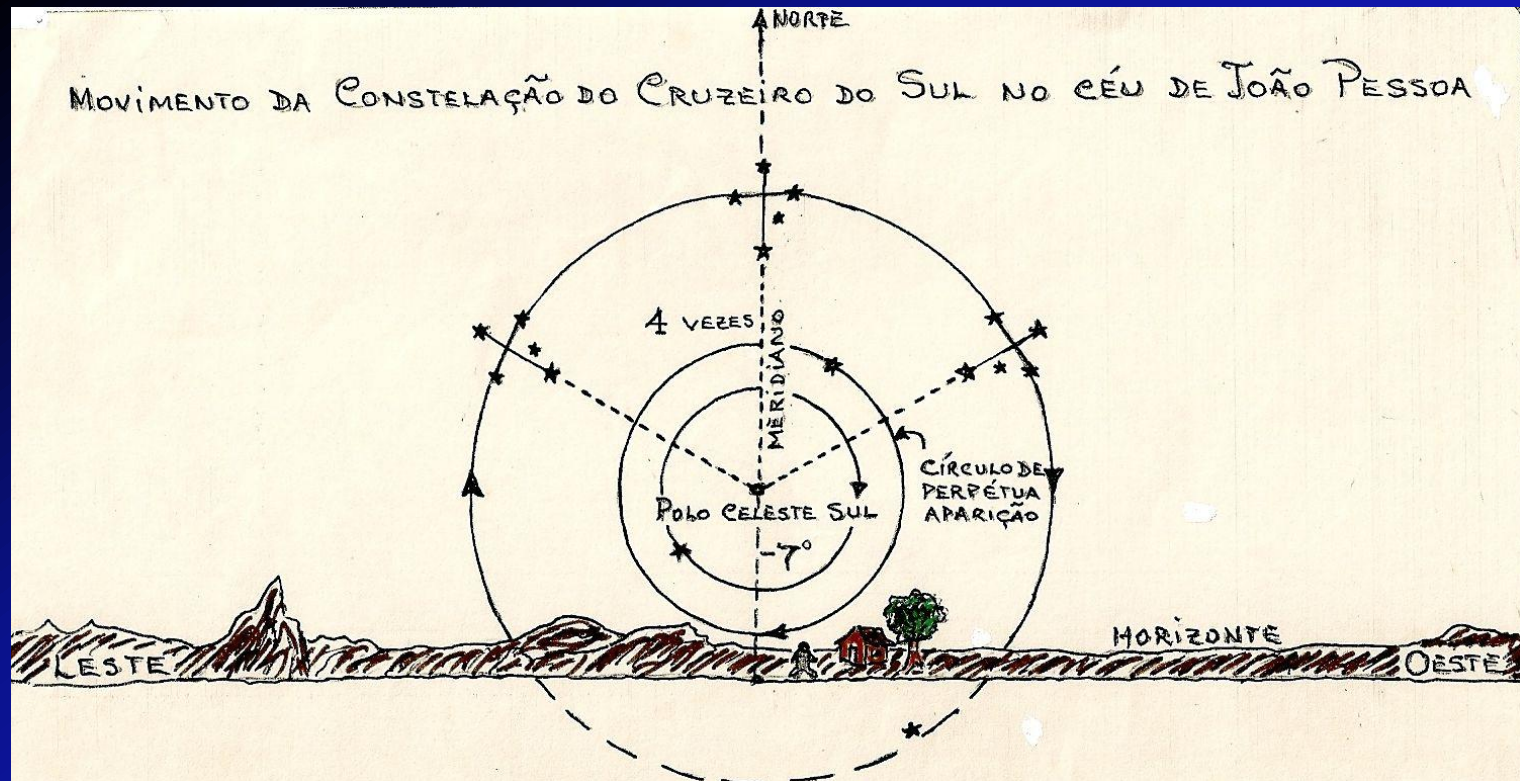 NORTE
MOVIMENTO DA CONSTELAÇÃO DO CRUZEIRO DO SUL NO CÉU DE JOÃO PESSOA
4 VEZES
MERIDIANO
CÍRCULO DE
PERPÉTUA
APARIÇÃO
POLO CELESTE SUL
-7°
HORIZONTE
LESTE
OESTE